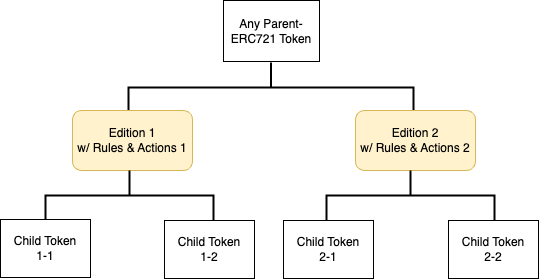 Any Parent-
ERC721 Token
Edition 1
w/ Rules & Actions 1
Edition 2
w/ Rules & Actions 2
Child Token
1-1
Child Token
1-2
Child Token
2-1
Child Token
2-2